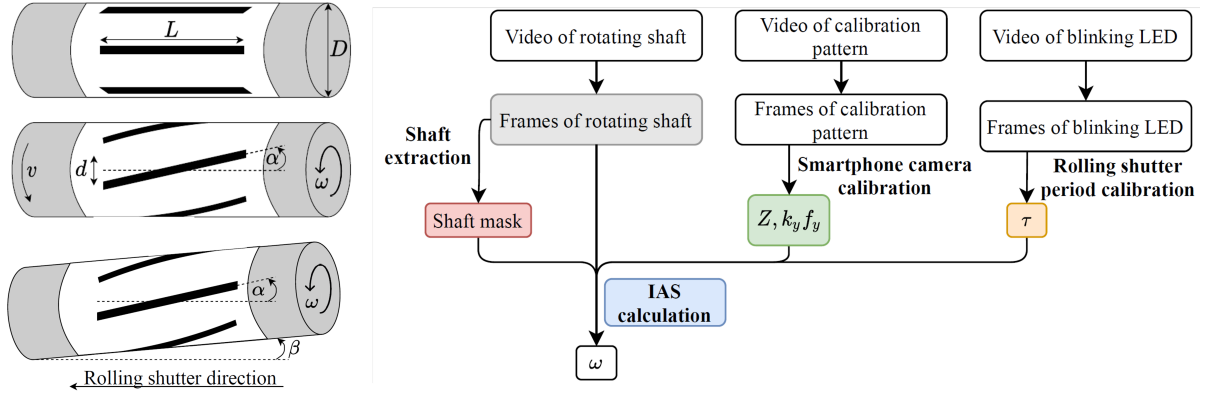 L
D
v
d
α
ω
α
ω
β
Rolling shutter direction
Video of rotating shaft
Video of calibration
pattern
Video of blinking LED
Frames of rotating shaft
Frames of calibration
pattern
Frames of blinking LED
Shaft
extraction
Smartphone camera
calibration
Rolling shutter
period calibration
Shaft mask
Z, k_y f_y
τ
IAS
calculation
ω